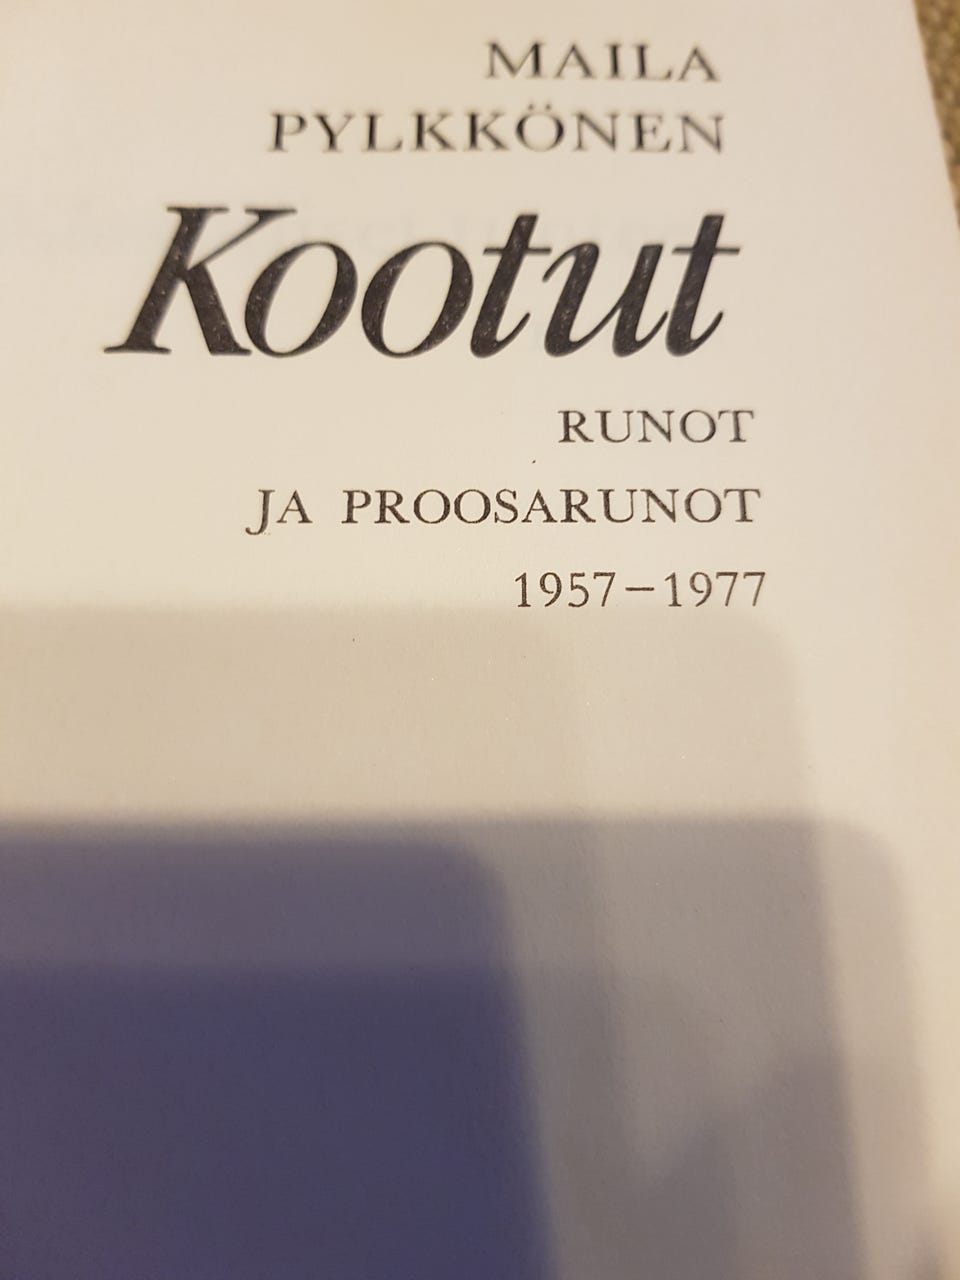 MAILA
PYLKKÖNEN
Kootut
RUNOT
JA PROOSARUNOT
1957–1977